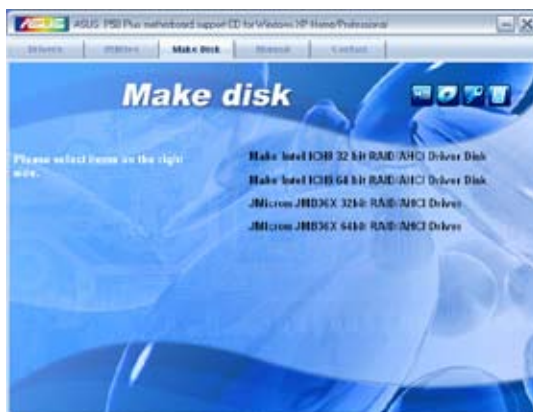 ASUS P5B Plus motherboard support CD for Windows XP Home/Professional
Drivers Utilities Make Disk Manual Contact
Make disk
Please select items on the right
side.
Make Intel ICH8 32 bit RAID/AHCI Driver Disk
Make Intel ICH8 64 bit RAID/AHCI Driver Disk
JMicron JMB36X 32bit RAID/AHCI Driver
JMicron JMB36X 64bit RAID/AHCI Driver